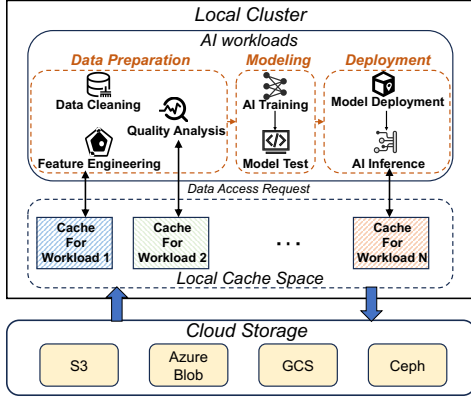 Local Cluster
AI workloads
Data Preparation
Modeling
Deployment
Data Cleaning
Quality Analysis
Feature Engineering
AI Training
Model Test
Model Deployment
AI Inference
Data Access Request
Cache
For
Workload 1
Cache
For
Workload 2
...
Cache
For
Workload N
Local Cache Space
Cloud Storage
S3
Azure
Blob
GCS
Ceph